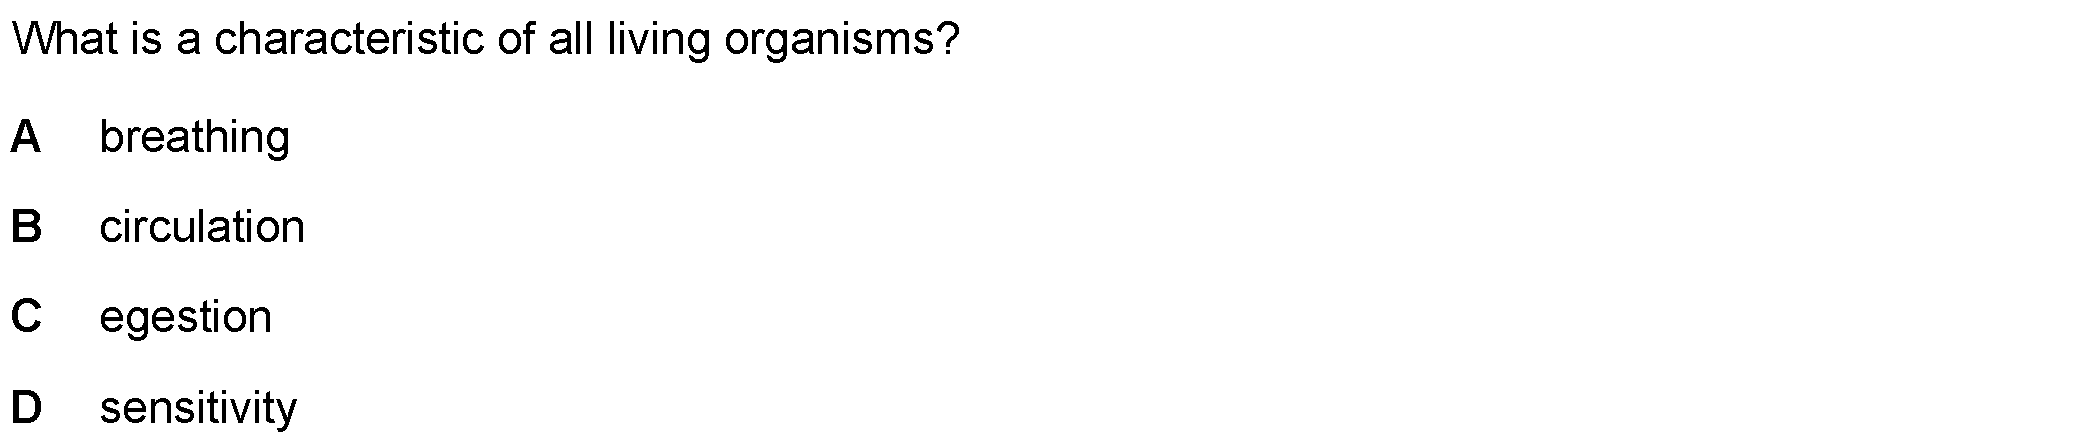 What is a characteristic of all living organisms?
A breathing
B circulation
C egestion
D sensitivity